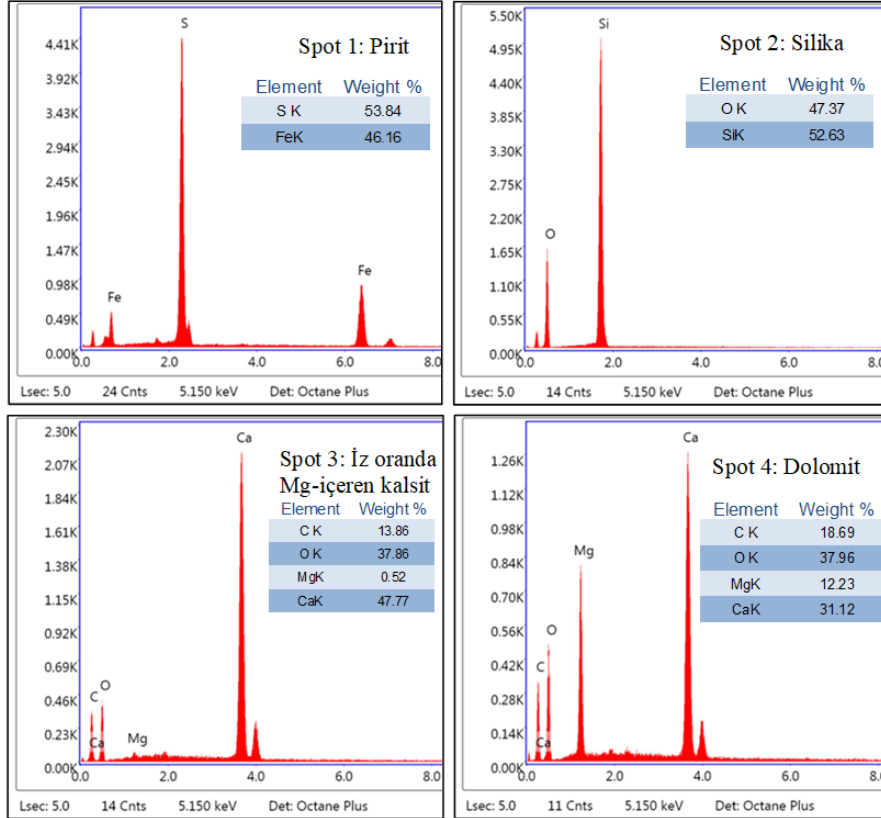 4.41K
3.92K
3.43K
2.94K
2.45K
1.96K
1.47K
0.98K
0.49K
0.00K
0.0 2.0 4.0 6.0 8.0
S
Fe
Fe
Spot 1: Pirit
Element Weight %
S K 53.84
FeK 46.16
Lsec: 5.0 24 Cnts 5.150 keV Det: Octane Plus
5.50K
4.95K
4.40K
3.85K
3.30K
2.75K
2.20K
1.65K
1.10K
0.55K
0.00K
0.0 2.0 4.0 6.0 8.0
Si
O
Spot 2: Silika
Element Weight %
O K 47.37
SiK 52.63
Lsec: 5.0 14 Cnts 5.150 keV Det: Octane Plus
2.30K
2.07K
1.84K
1.61K
1.38K
1.15K
0.92K
0.69K
0.46K
0.23K
0.00K
0.0 2.0 4.0 6.0 8.0
Ca
C
O
Ca
Mg
Spot 3: İz oranda
Mg-içeren kalsit
Element Weight %
C K 13.86
O K 37.86
MgK 0.52
CaK 47.77
Lsec: 5.0 14 Cnts 5.150 keV Det: Octane Plus
1.26K
1.12K
0.98K
0.84K
0.70K
0.56K
0.42K
0.28K
0.14K
0.00K
0.0 2.0 4.0 6.0 8.0
Ca
Mg
O
C
Ca
Spot 4: Dolomit
Element Weight %
C K 18.69
O K 37.96
MgK 12.23
CaK 31.12
Lsec: 5.0 11 Cnts 5.150 keV Det: Octane Plus